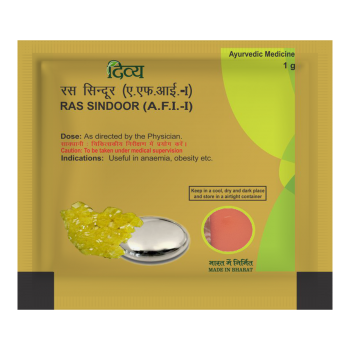 दिव्य
Ayurvedic Medicine
1 g
रस सिन्दूर (ए.एफ.आई.-I)
RAS SINDOOR (A.F.I.-I)
Dose: As directed by the Physician.
सावधानी : चिकित्सकीय निरीक्षण में प्रयोग करें।
Caution: To be taken under medical supervision
Indications: Useful in anaemia, obesity etc.
Keep in a cool, dry and dark place
and store in a airtight container
भारत में निर्मित
MADE IN BHARAT